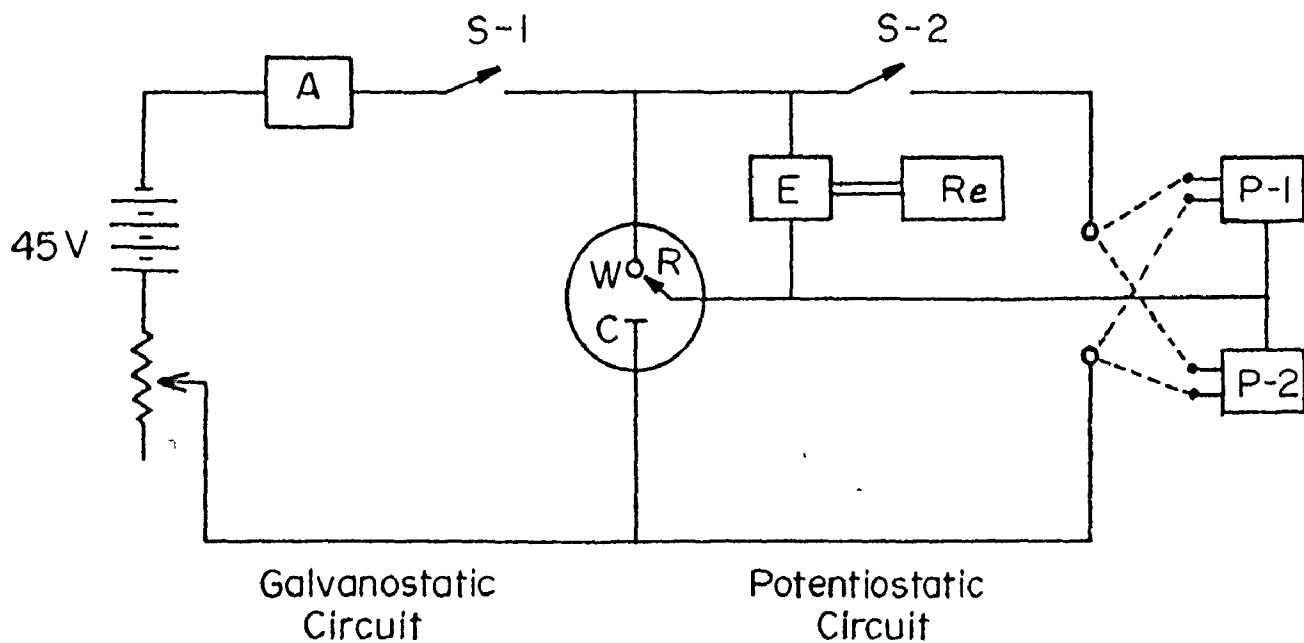 S-1
S-2
A
E
Re
P-1
45V
W
R
C
P-2
Galvanostatic
Circuit
Potentiostatic
Circuit